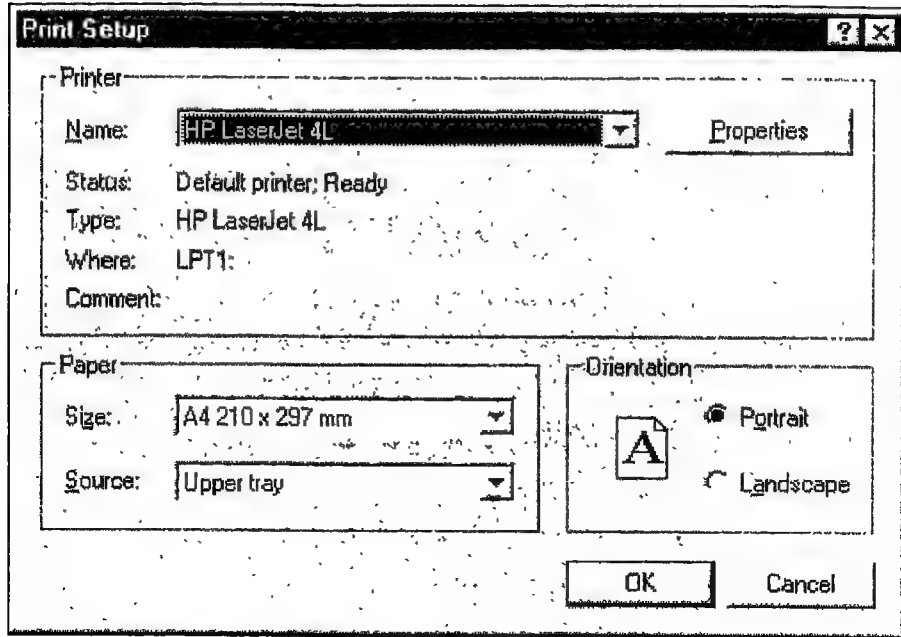 Print Setup
Printer
Name: HP LaserJet 4L Properties
Status: Default printer; Ready
Type: HP LaserJet 4L
Where: LPT1:
Comment:
Paper
Size: A4 210 x 297 mm
Source: Upper tray
Orientation
A
Portrait
Landscape
OK Cancel